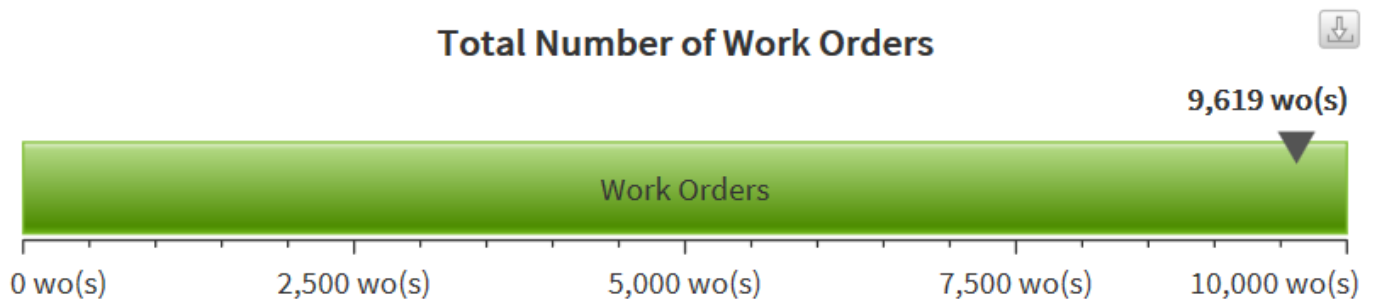 Total Number of Work Orders
9,619 wo(s)
Work Orders
0 wo(s) 2,500 wo(s) 5,000 wo(s) 7,500 wo(s) 10,000 wo(s)